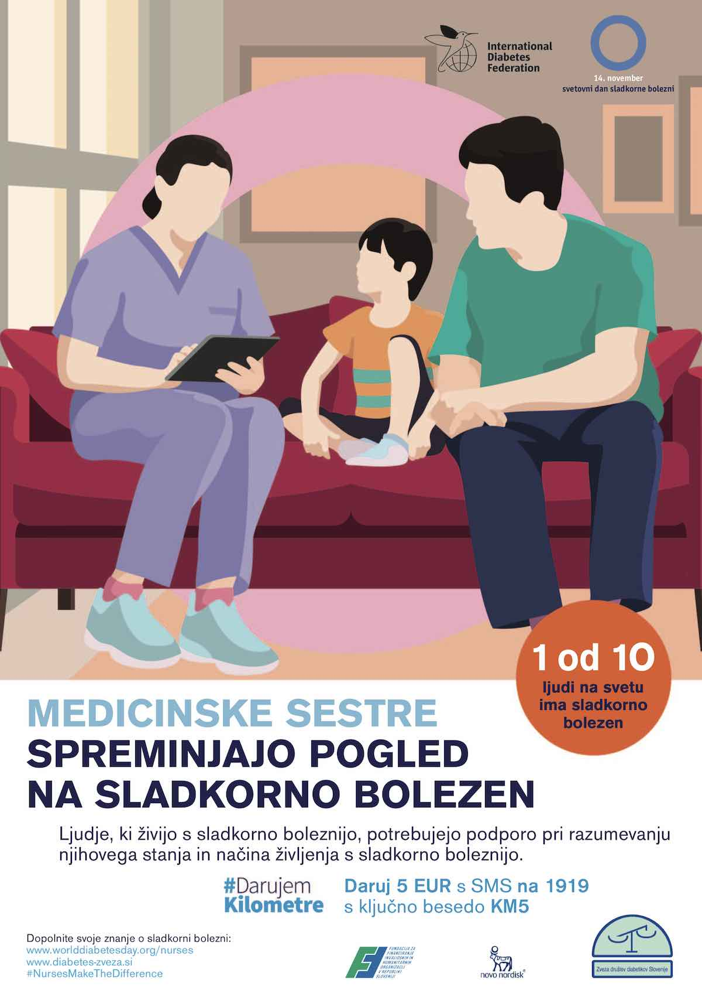 International
Diabetes
Federation
14. november
svetovni dan sladkorne bolezni
1 od 10
ljudi na svetu
ima sladkorno
bolezen
MEDICINSKE SESTRE
SPREMINJAJO POGLED
NA SLADKORNO BOLEZEN
Ljudje, ki živijo s sladkorno boleznijo, potrebujejo podporo pri razumevanju
njihovega stanja in načina življenja s sladkorno boleznijo.
#Darujem
Kilometre
Daruj 5 EUR s SMS na 1919
s ključno besedo KM5
Dopolnite svoje znanje o sladkorni bolezni:
www.worlddiabetesday.org/nurses
www.diabetes-zveza.si
#NursesMakeTheDifference
FUNDACIJA ZA
FINANCIRANJE
INVALIDSKIH IN
HUMANITARNIH
ORGANIZACIJ
V REPUBLIKI
SLOVENIJI
novo nordisk®
Zveza društev diabetikov Slovenije